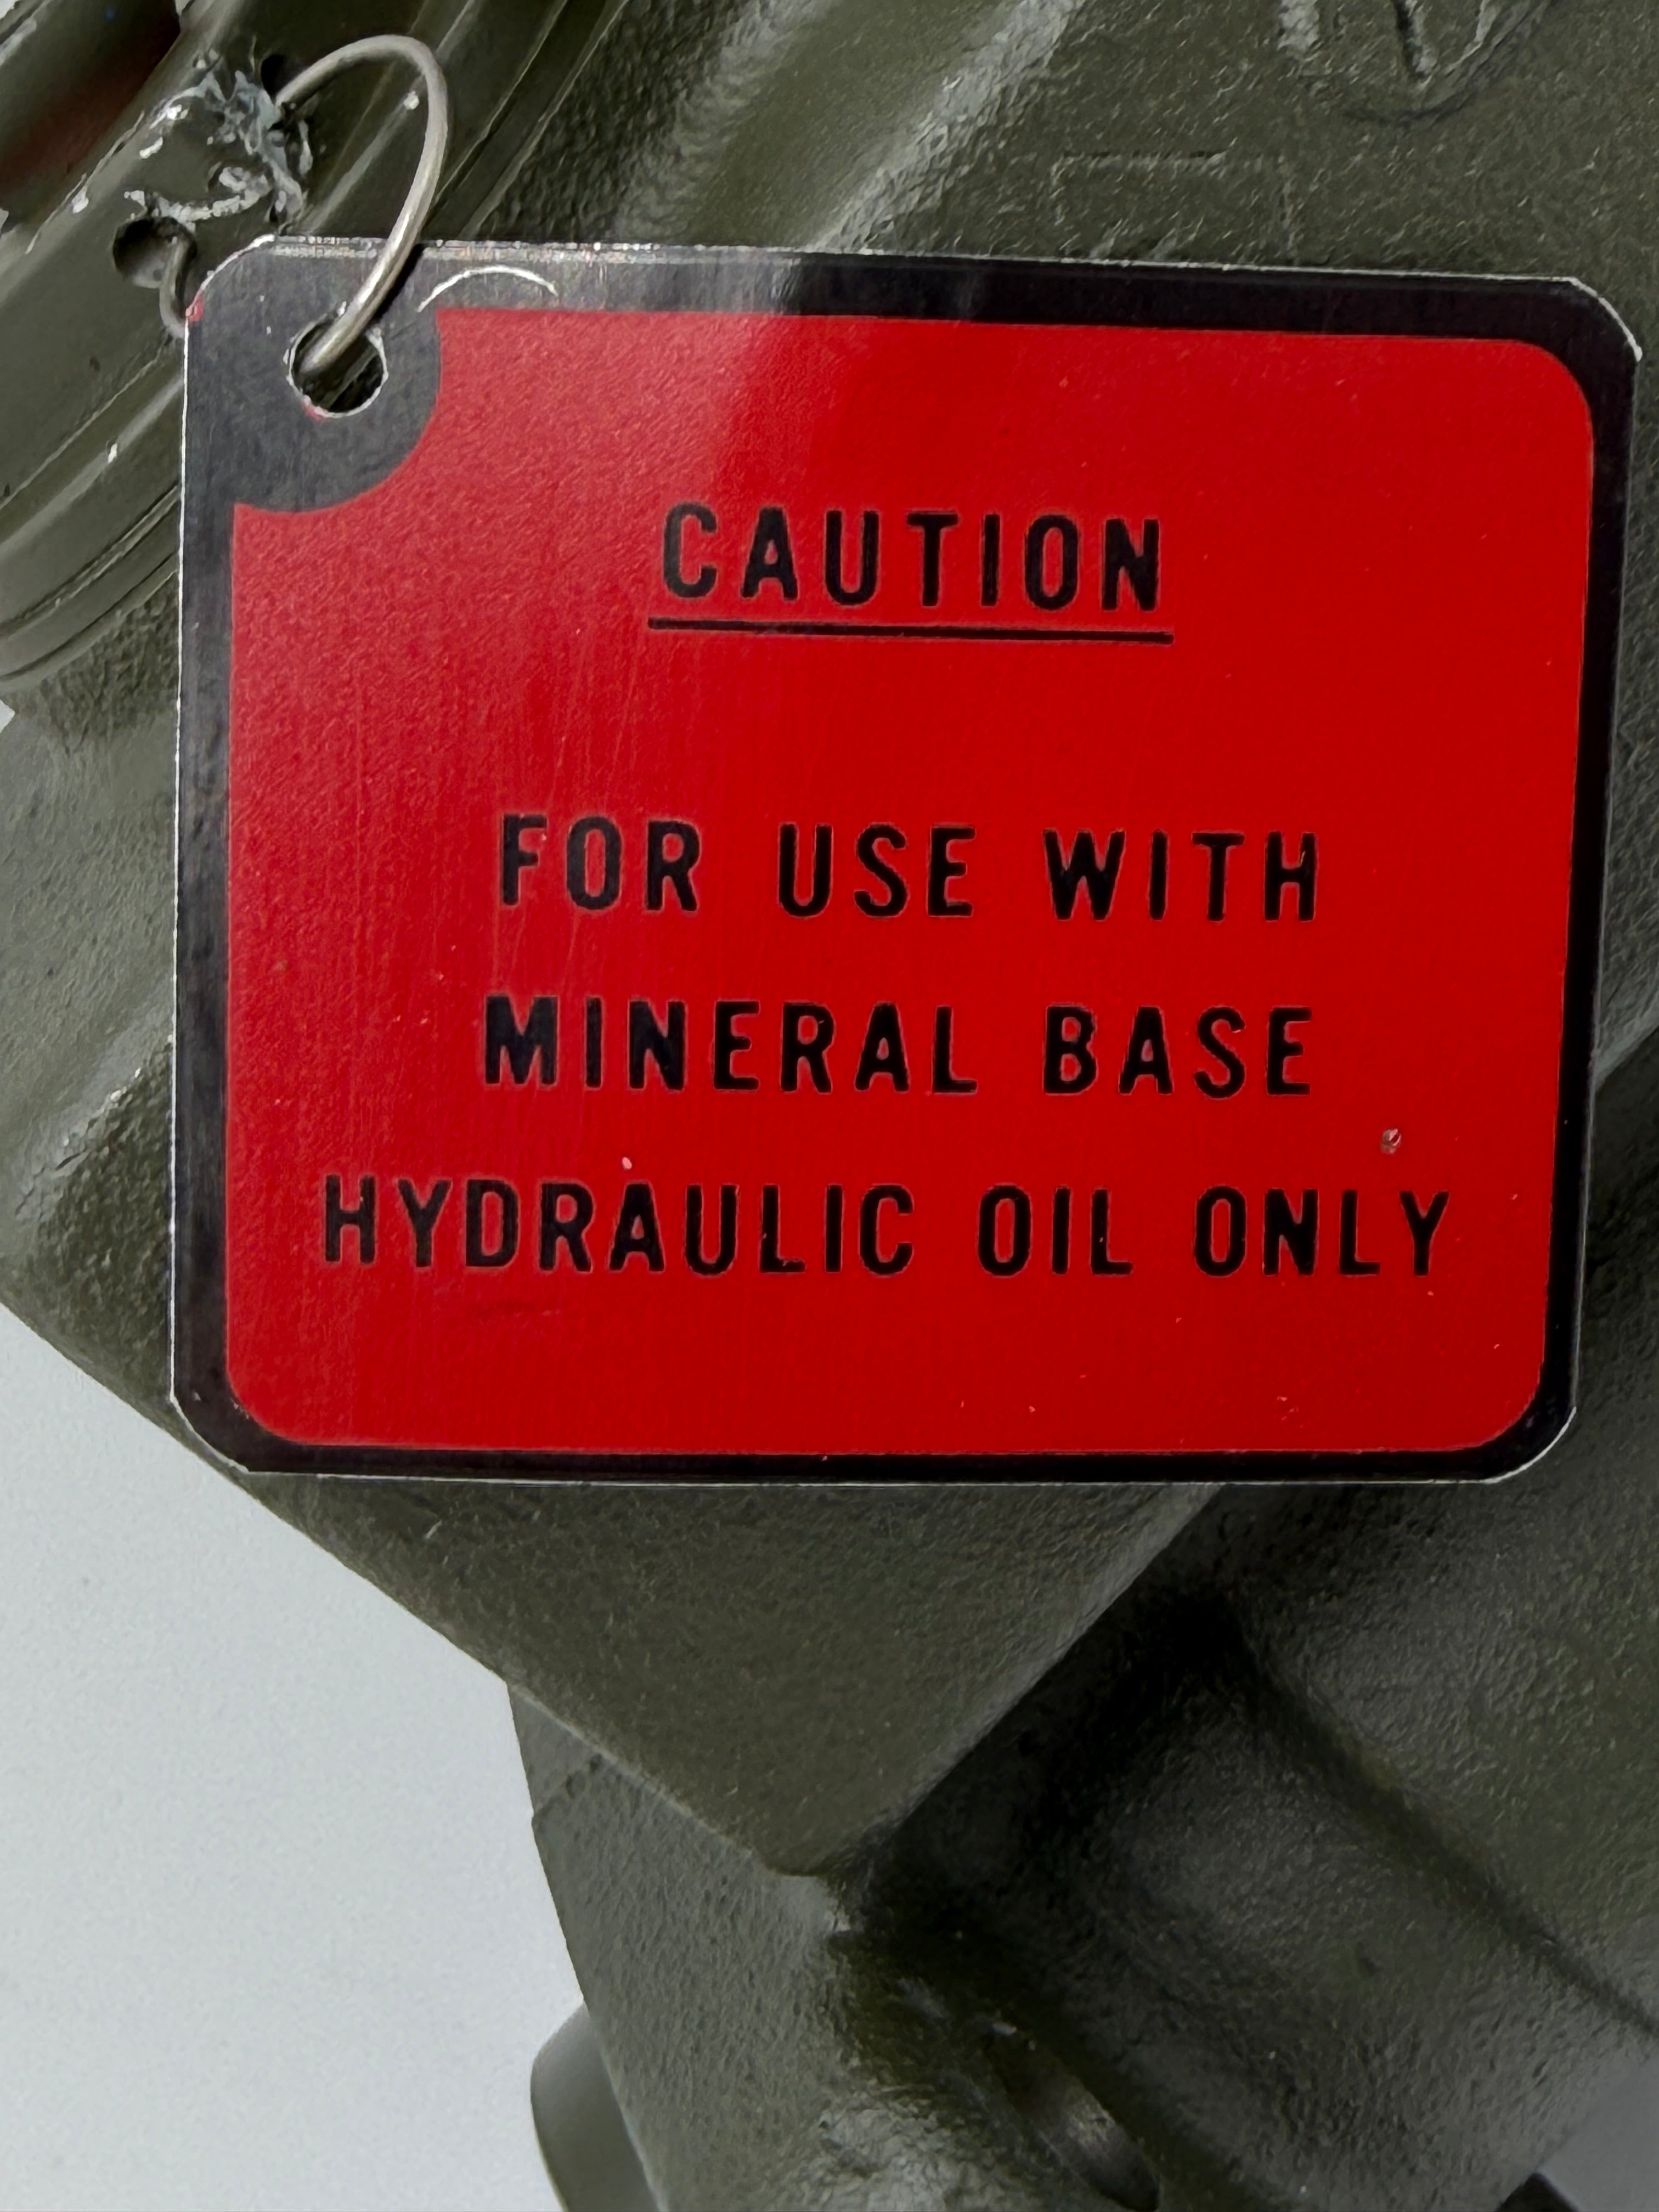 CAUTION
FOR USE WITH
MINERAL BASE
HYDRAULIC OIL ONLY